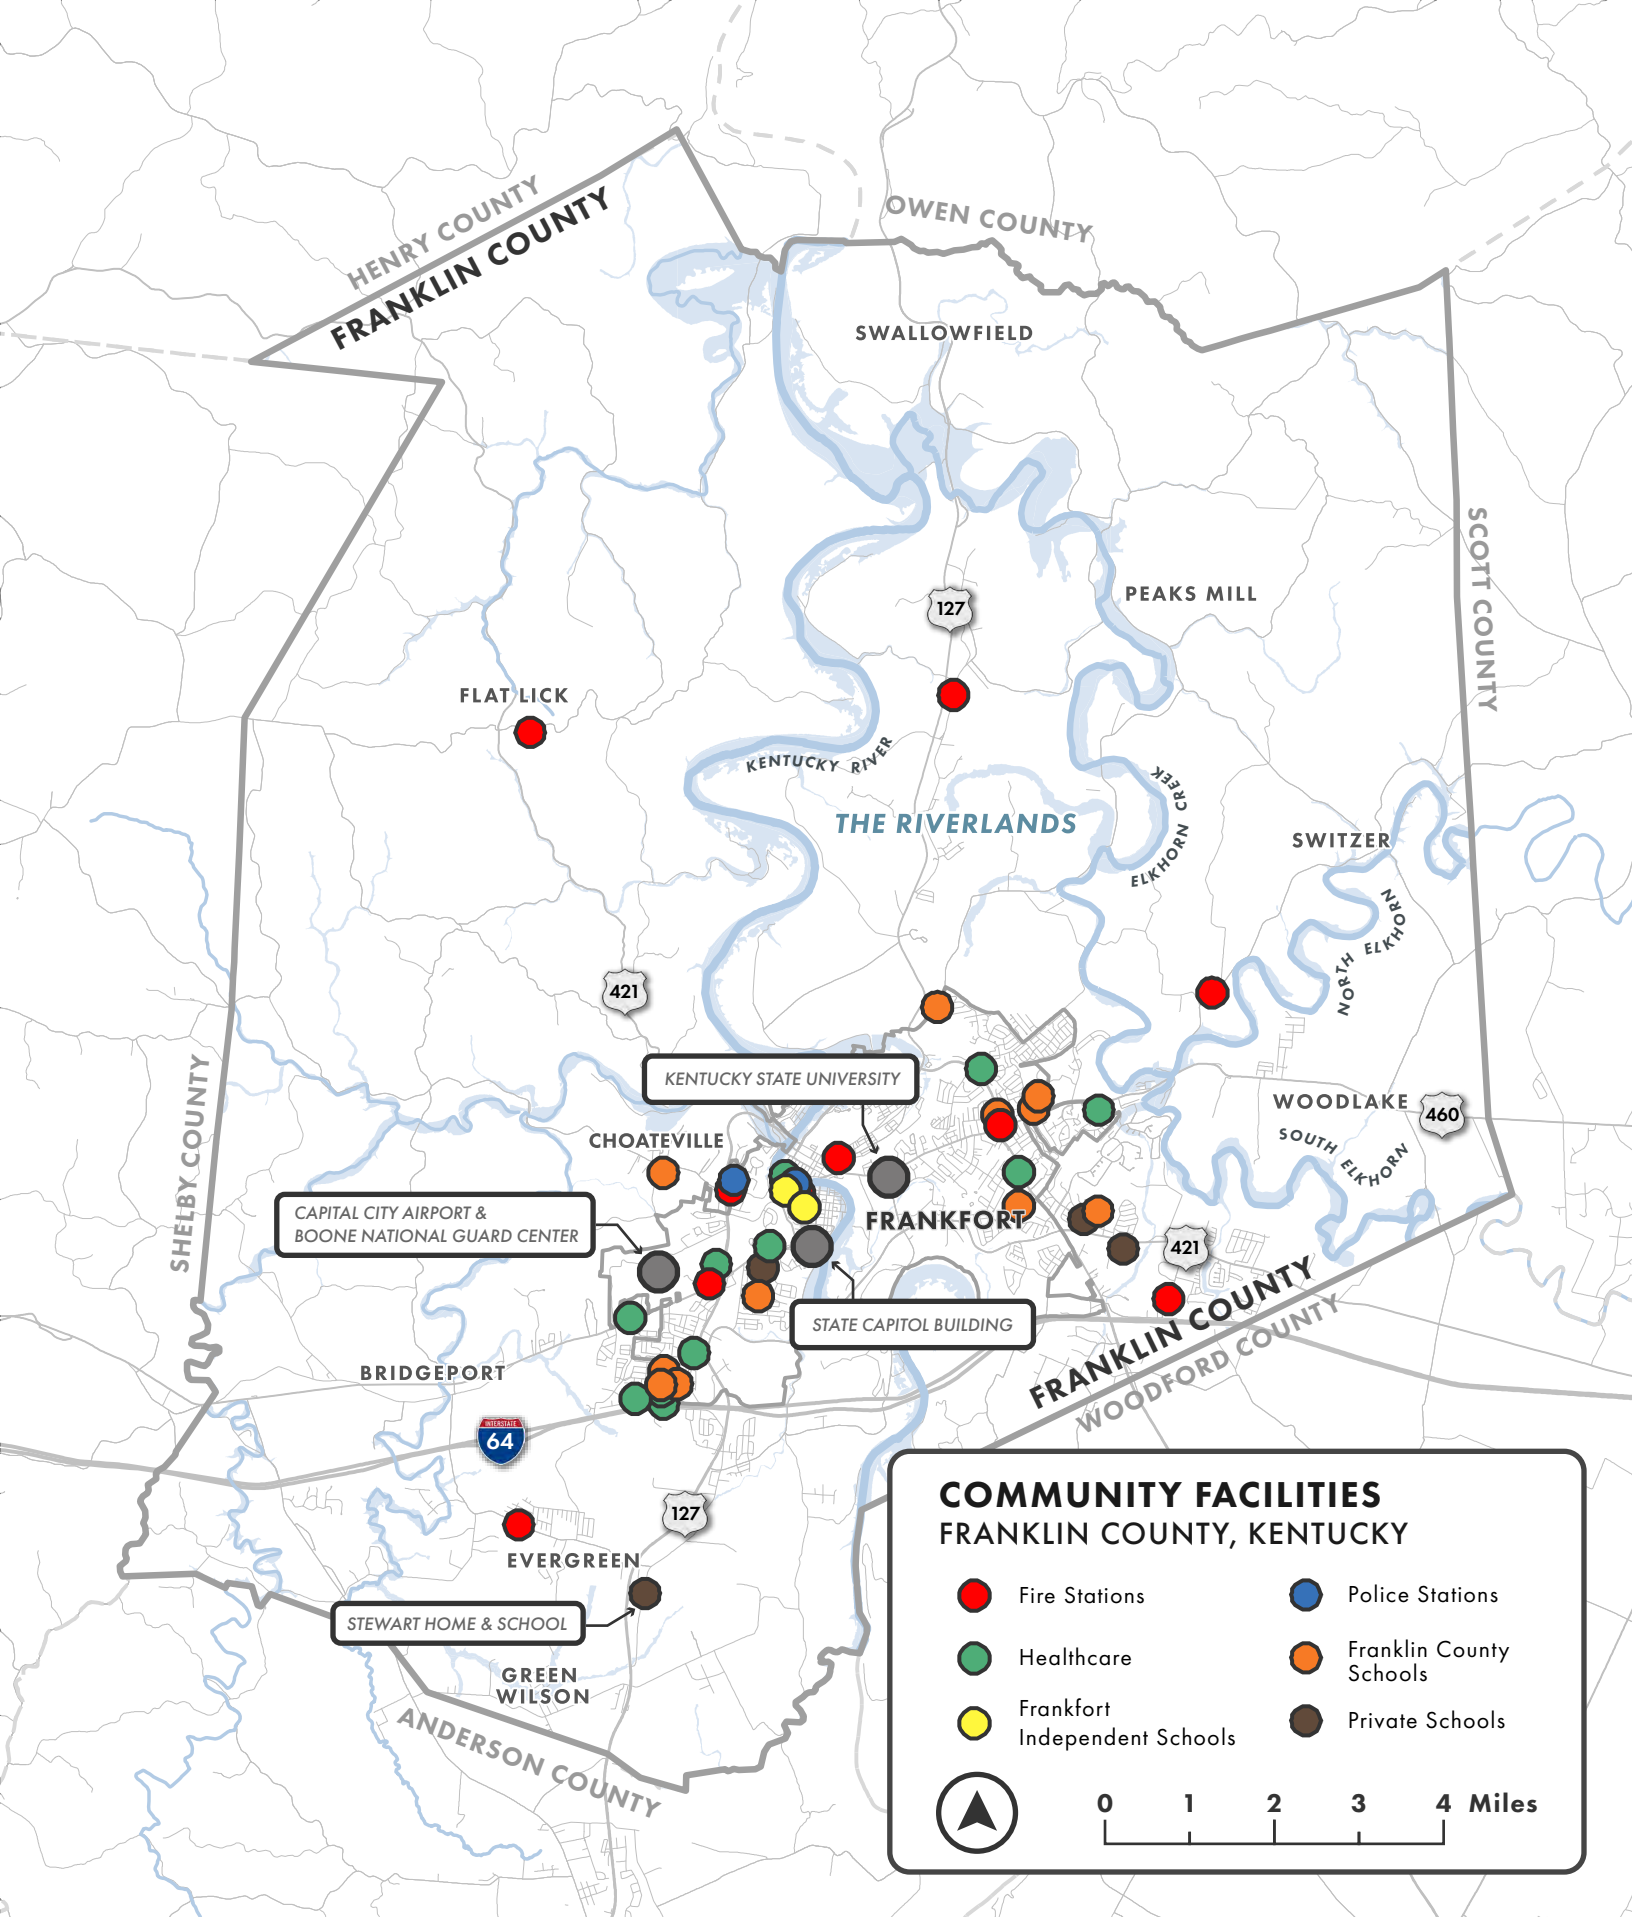 HENRY COUNTY
FRANKLIN COUNTY
OWEN COUNTY
SWALLOWFIELD
SCOTT COUNTY
127
PEAKS MILL
FLAT LICK
KENTUCKY RIVER
THE RIVERLANDS
ELKHORN CREEK
SWITZER
NORTH ELKHORN
421
KENTUCKY STATE UNIVERSITY
WOODLAKE
460
SOUTH ELKHORN
CHOATEVILLE
SHELBY COUNTY
CAPITAL CITY AIRPORT &
BOONE NATIONAL GUARD CENTER
FRANKFORT
421
STATE CAPITOL BUILDING
FRANKLIN COUNTY
WOODFORD COUNTY
BRIDGEPORT
INTERSTATE
64
127
EVERGREEN
STEWART HOME & SCHOOL
GREEN
WILSON
ANDERSON COUNTY
COMMUNITY FACILITIES
FRANKLIN COUNTY, KENTUCKY
Fire Stations
Police Stations
Healthcare
Franklin County
Schools
Frankfort
Independent Schools
Private Schools
0 1 2 3 4 Miles